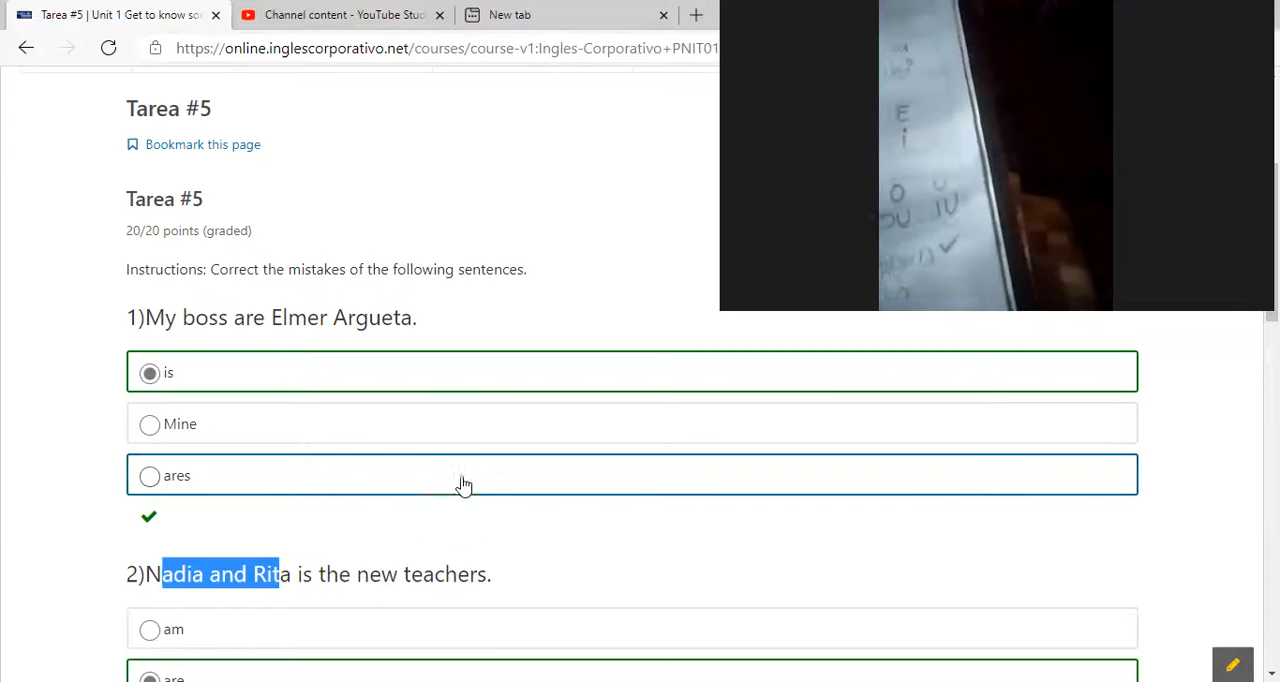 Tarea #5 | Unit 1 Get to know so
Channel content - YouTube Stud
New tab
https://online.inglescorporativo.net/courses/course-v1:Ingles-Corporativo+PNIT01
Tarea #5
Bookmark this page
Tarea #5
20/20 points (graded)
Instructions: Correct the mistakes of the following sentences.
1)My boss are Elmer Argueta.
is
Mine
ares
2)Nadia and Rita is the new teachers.
am
are
E
i
O U
OU IU